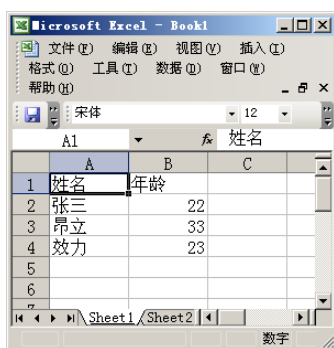 Microsoft Excel - Book1
文件(F) 编辑(E) 视图(V) 插入(I)
格式(O) 工具(T) 数据(D) 窗口(W)
帮助(H)
宋体 12
A1 fx 姓名
A B C
1 姓名 年龄
2 张三 22
3 昂立 33
4 效力 23
5
6
7
Sheet1 Sheet2
数字